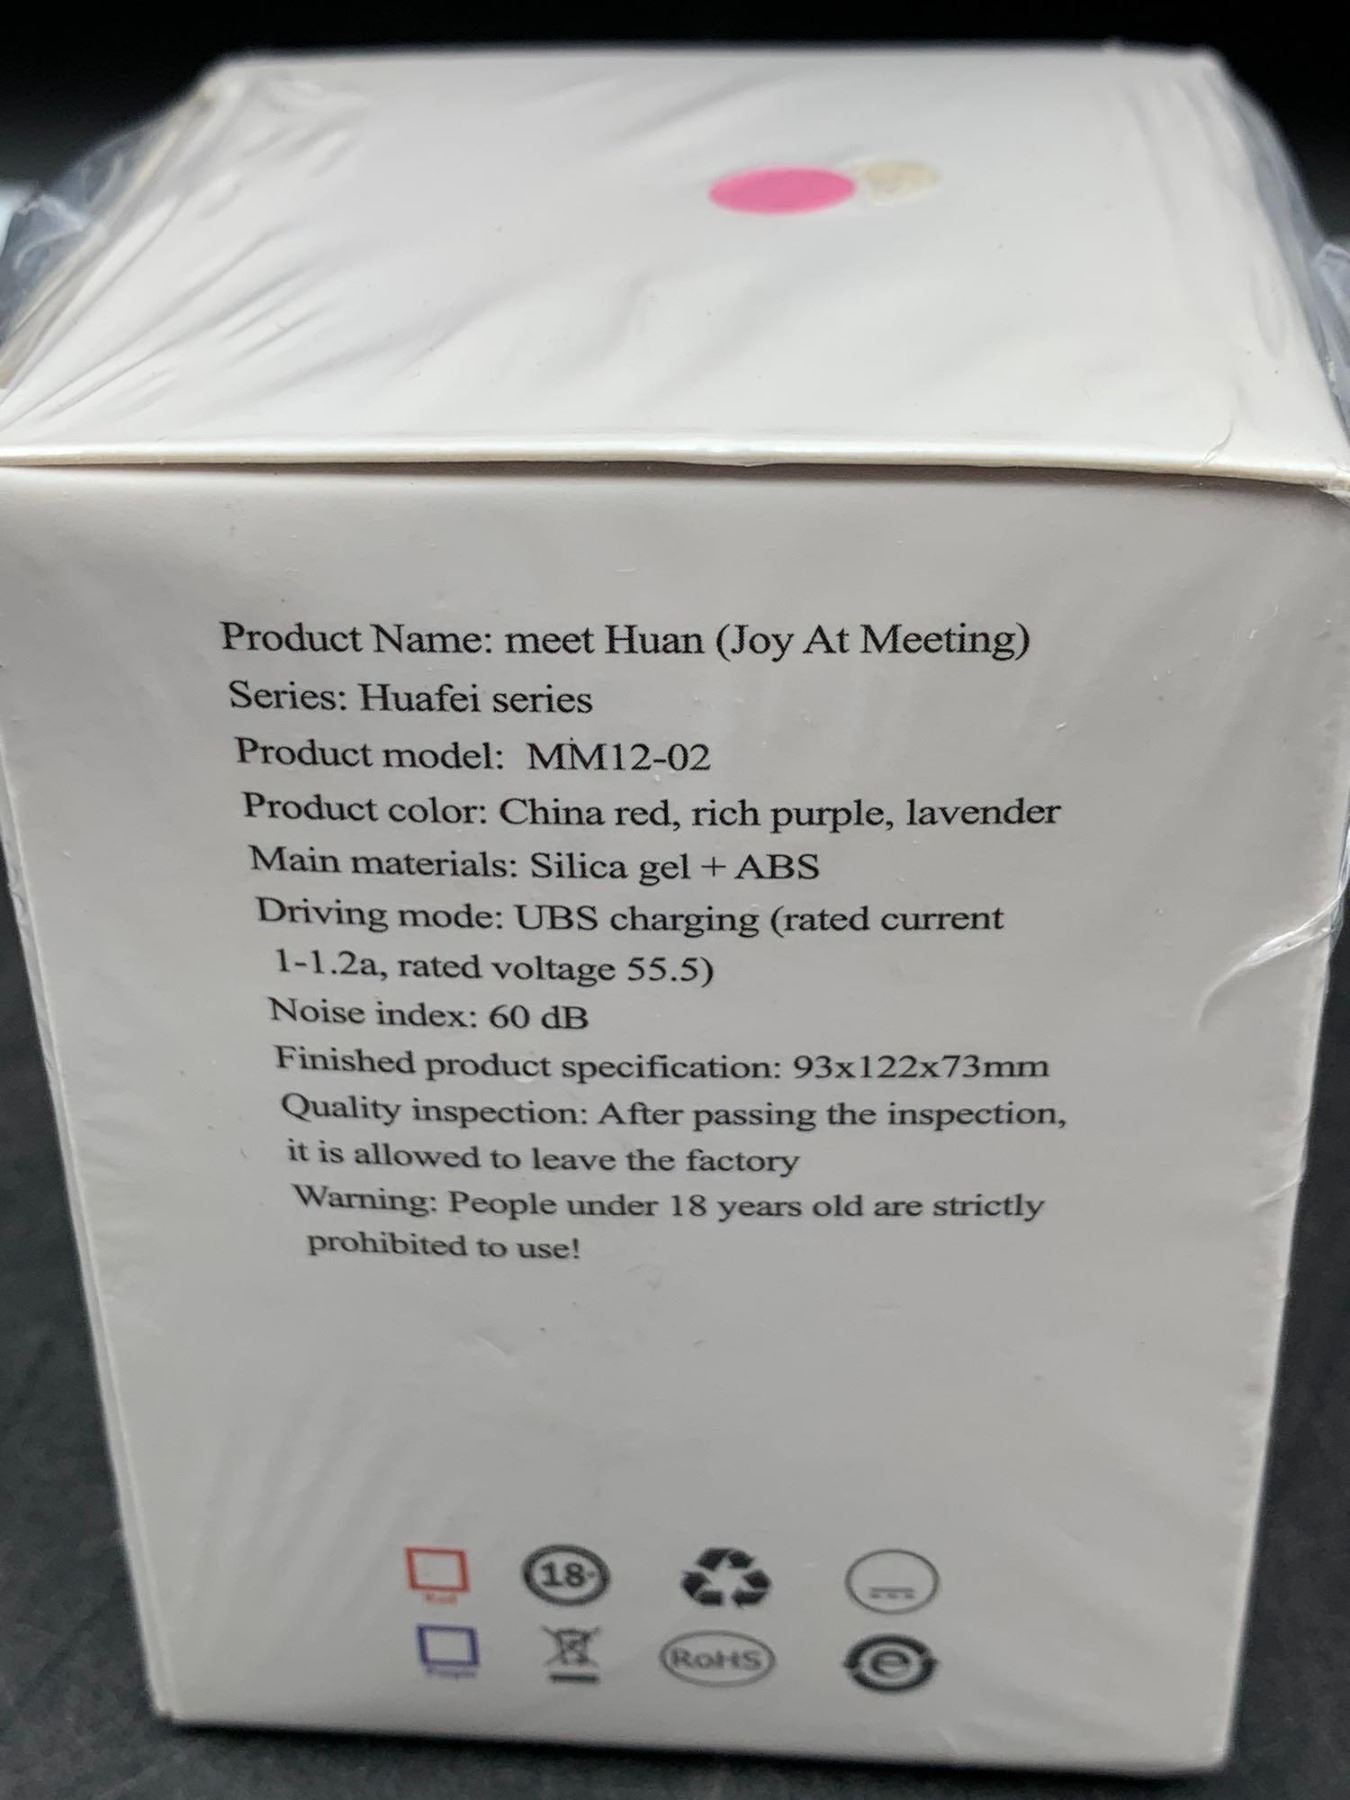 Product Name: meet Huan (Joy At Meeting)
Series: Huafei series
Product model: MM12-02
Product color: China red, rich purple, lavender
Main materials: Silica gel + ABS
Driving mode: UBS charging (rated current
1-1.2a, rated voltage 55.5)
Noise index: 60 dB
Finished product specification: 93x122x73mm
Quality inspection: After passing the inspection,
it is allowed to leave the factory
Warning: People under 18 years old are strictly
prohibited to use!
Red
18
Purple
RoHS
e